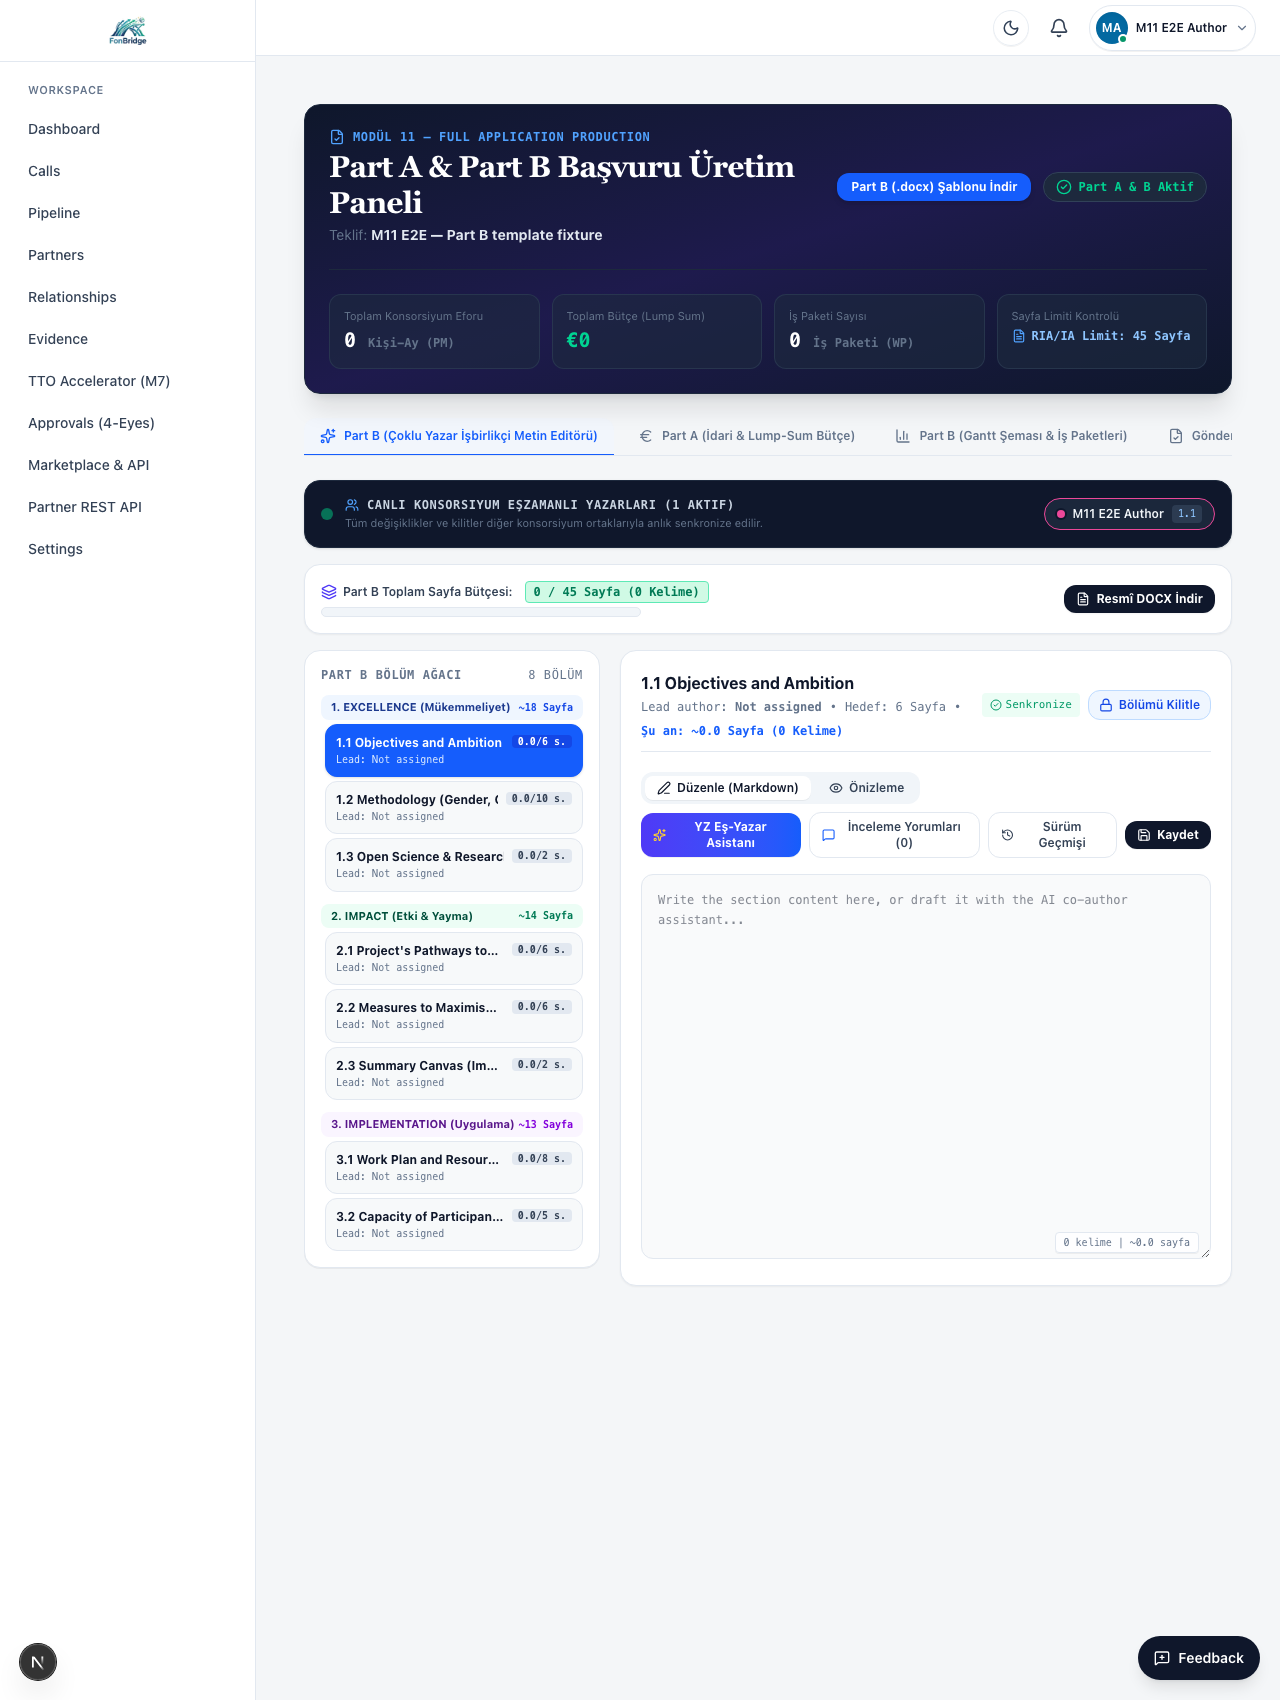 FonBridge
MA
M11 E2E Author
WORKSPACE
Dashboard
Calls
Pipeline
Partners
Relationships
Evidence
TTO Accelerator (M7)
Approvals (4-Eyes)
Marketplace & API
Partner REST API
Settings
MODÜL 11 — FULL APPLICATION PRODUCTION
Part A & Part B Başvuru Üretim
Paneli
Teklif: M11 E2E — Part B template fixture
Part B (.docx) Şablonu İndir
Part A & B Aktif
Toplam Konsorsiyum Eforu
0 Kişi-Ay (PM)
Toplam Bütçe (Lump Sum)
€0
İş Paketi Sayısı
0 İş Paketi (WP)
Sayfa Limiti Kontrolü
RIA/IA Limit: 45 Sayfa
Part B (Çoklu Yazar İşbirlikçi Metin Editörü)
Part A (İdari & Lump-Sum Bütçe)
Part B (Gantt Şeması & İş Paketleri)
Gönder
CANLI KONSORSIYUM EŞZAMANLI YAZARLARI (1 AKTIF)
Tüm değişiklikler ve kilitler diğer konsorsiyum ortaklarıyla anlık senkronize edilir.
M11 E2E Author 1.1
Part B Toplam Sayfa Bütçesi: 0 / 45 Sayfa (0 Kelime)
Resmî DOCX İndir
PART B BÖLÜM AĞACI 8 BÖLÜM
1. EXCELLENCE (Mükemmeliyet) ~18 Sayfa
1.1 Objectives and Ambition 0.0/6 s.
Lead: Not assigned
1.2 Methodology (Gender, 0.0/10 s.
Lead: Not assigned
1.3 Open Science & Researc 0.0/2 s.
Lead: Not assigned
2. IMPACT (Etki & Yayma) ~14 Sayfa
2.1 Project's Pathways to... 0.0/6 s.
Lead: Not assigned
2.2 Measures to Maximis... 0.0/6 s.
Lead: Not assigned
2.3 Summary Canvas (Im... 0.0/2 s.
Lead: Not assigned
3. IMPLEMENTATION (Uygulama) ~13 Sayfa
3.1 Work Plan and Resour... 0.0/8 s.
Lead: Not assigned
3.2 Capacity of Participan... 0.0/5 s.
Lead: Not assigned
1.1 Objectives and Ambition
Lead author: Not assigned • Hedef: 6 Sayfa •
Şu an: ~0.0 Sayfa (0 Kelime)
Senkronize
Bölümü Kilitle
Düzenle (Markdown)
Önizleme
YZ Eş-Yazar
Asistanı
İnceleme Yorumları
(0)
Sürüm
Geçmişi
Kaydet
Write the section content here, or draft it with the AI co-author
assistant...
0 kelime | ~0.0 sayfa
N
Feedback